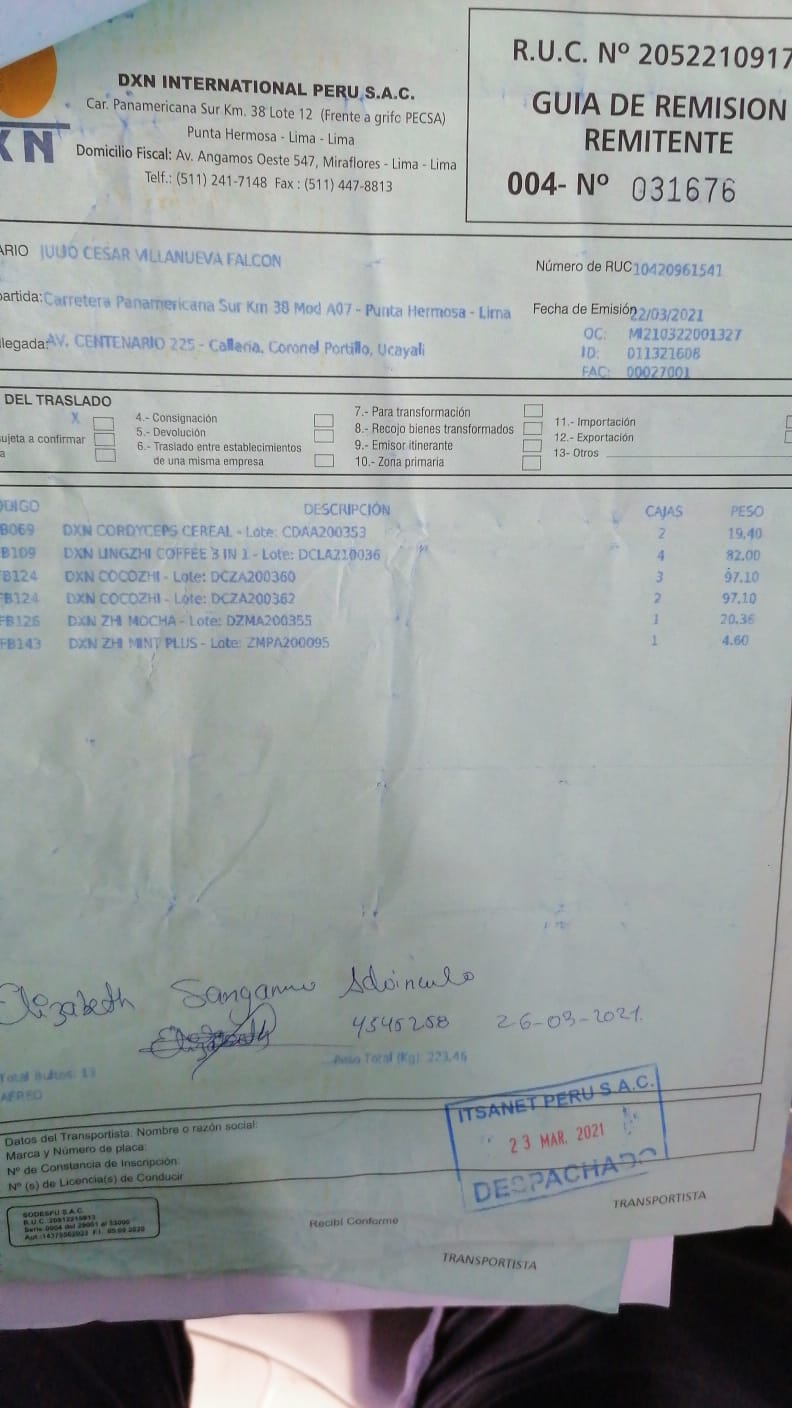 XN
DXN INTERNATIONAL PERU S.A.C.
Car. Panamericana Sur Km. 38 Lote 12 (Frente a grifo PECSA)
Punta Hermosa - Lima - Lima
Domicilio Fiscal: Av. Angamos Oeste 547, Miraflores - Lima - Lima
Telf.: (511) 241-7148 Fax : (511) 447-8813
R.U.C. Nº 2052210917
GUIA DE REMISION
REMITENTE
004- Nº 031676
ARIO JULIO CESAR VILLANUEVA FALCON
Número de RUC 10420961541
partida: Carretera Panamericana Sur Km 38 Mod A07 - Punta Hermosa - Lima
Fecha de Emisión 22/03/2021
llegada: AV. CENTENARIO 225 - Calleria, Coronel Portillo, Ucayali
OC: MI210322001327
ID: 011321608
FAC: 00027001
DEL TRASLADO
X
ujeta a confirmar
a
4.- Consignación
5.- Devolución
6.- Traslado entre establecimientos
de una misma empresa
7.- Para transformación
8.- Recojo bienes transformados
9.- Emisor itinerante
10.- Zona primaria
11.- Importación
12.- Exportación
13- Otros
ODIGO DESCRIPCIÓN CAJAS PESO
B069 DXN CORDYCEPS CEREAL - Lote: CDAA200353 2 19.40
B109 DXN LINGZHI COFFEE 3 IN 1 - Lote: DCLA210036 4 82.00
FB124 DXN COCOZHI - Lote: DCZA200360 3 97.10
FB124 DXN COCOZHI - Lote: DCZA200362 2 97.10
FB126 DXN ZHI MOCHA - Lote: DZMA200355 1 20.36
FB143 DXN ZHI MINT PLUS - Lote: ZMPA200095 1 4.60
Elizabeth Sangama Advinculo
4545258 26-03-2021.
Peso Total (Kg): 223.46
Total Bultos: 13
AEREO
Datos del Transportista: Nombre o razón social:
Marca y Número de placa:
Nº de Constancia de Inscripción:
Nº (s) de Licencia(s) de Conducir
ITSANET PERU S.A.C.
23 MAR. 2021
DESPACHADO
SODESFU S.A.C.
Recibí Conforme
TRANSPORTISTA
TRANSPORTISTA